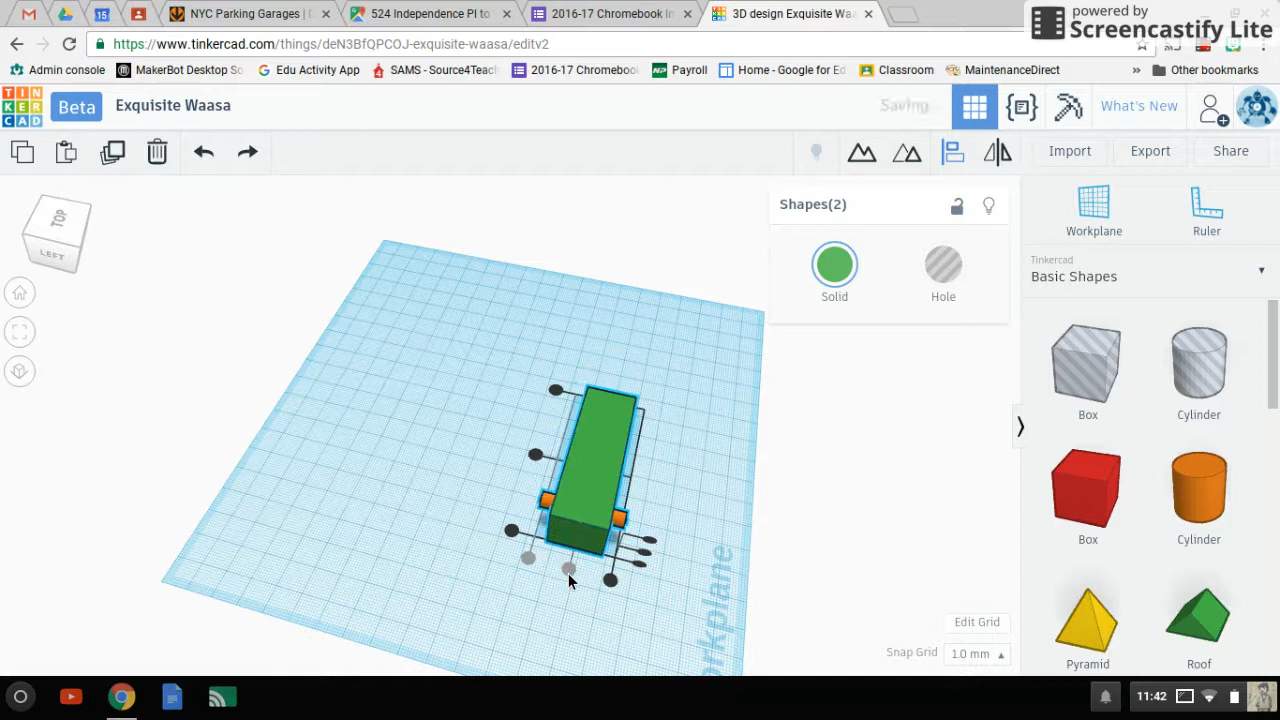 NYC Parking Garages | D
524 Independence Pl to
2016-17 Chromebook In
3D design Exquisite Waa
powered by
Screencastify Lite
https://www.tinkercad.com/things/deN3BfQPCOJ-exquisite-waasa/editv2
Admin console
MakerBot Desktop So
Edu Activity App
SAMS - Source4Teach
2016-17 Chromeboo
Payroll
Home - Google for Ed
Classroom
MaintenanceDirect
»
Other bookmarks
TIN
KER
CAD
Beta
Exquisite Waasa
Saving
What's New
Import
Export
Share
TOP
LEFT
Shapes(2)
Solid
Hole
Workplane
Ruler
Tinkercad
Basic Shapes
Box
Cylinder
Box
Cylinder
Pyramid
Roof
orkplane
Edit Grid
Snap Grid
1.0 mm
11:42